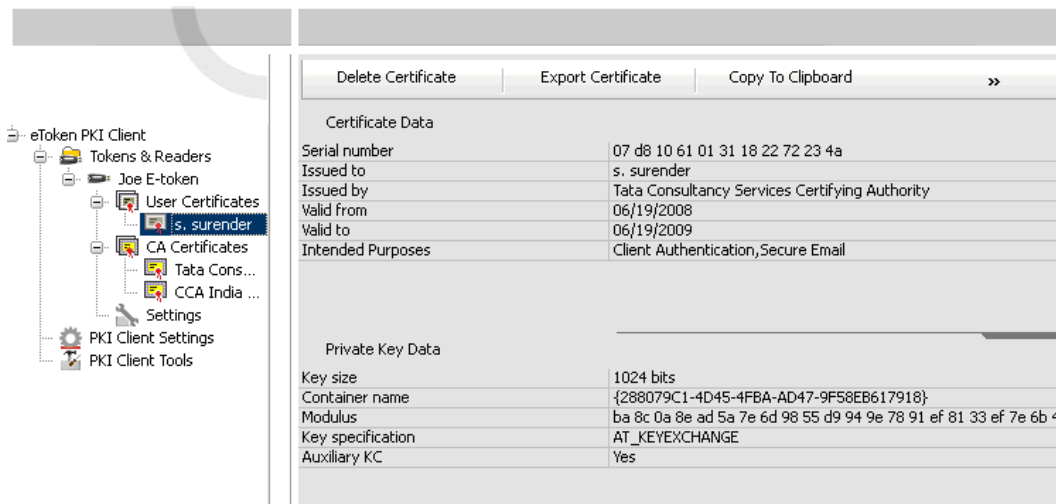 Delete Certificate Export Certificate Copy To Clipboard »
eToken PKI Client
Tokens & Readers
Joe E-token
User Certificates
s. surender
CA Certificates
Tata Cons...
CCA India ...
Settings
PKI Client Settings
PKI Client Tools
Certificate Data
Serial number 07 d8 10 61 01 31 18 22 72 23 4a
Issued to s. surender
Issued by Tata Consultancy Services Certifying Authority
Valid from 06/19/2008
Valid to 06/19/2009
Intended Purposes Client Authentication,Secure Email
Private Key Data
Key size 1024 bits
Container name {288079C1-4D45-4FBA-AD47-9F58EB617918}
Modulus ba 8c 0a 8e ad 5a 7e 6d 98 55 d9 94 9e 78 91 ef 81 33 ef 7e 6b
Key specification AT_KEYEXCHANGE
Auxiliary KC Yes